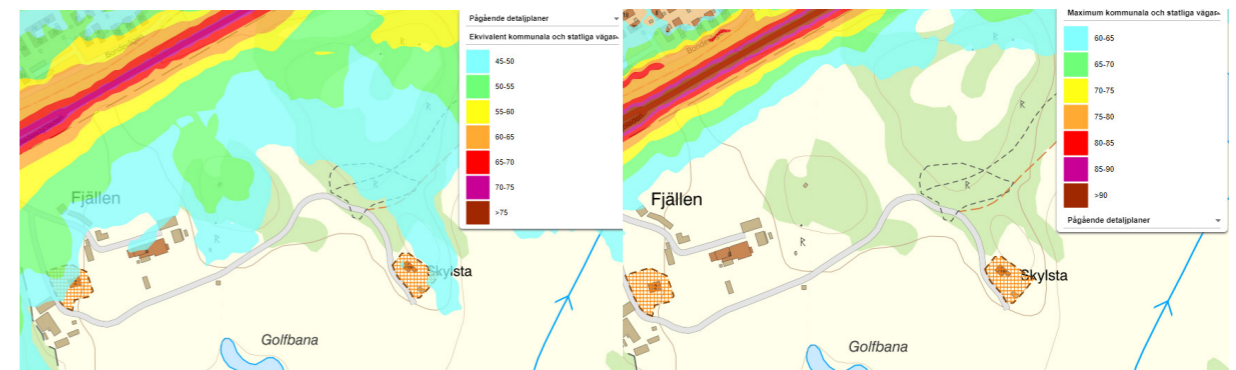 Pågående detaljplaner
Ekvivalent kommunala och statliga vägar
45-50
50-55
55-60
60-65
65-70
70-75
>75
Fjällen
Skylsta
R
R
R
Golfbana
Maximum kommunala och statliga vägar
60-65
65-70
70-75
75-80
80-85
85-90
>90
Pågående detaljplaner
Fjällen
Skylsta
R
R
R
Golfbana